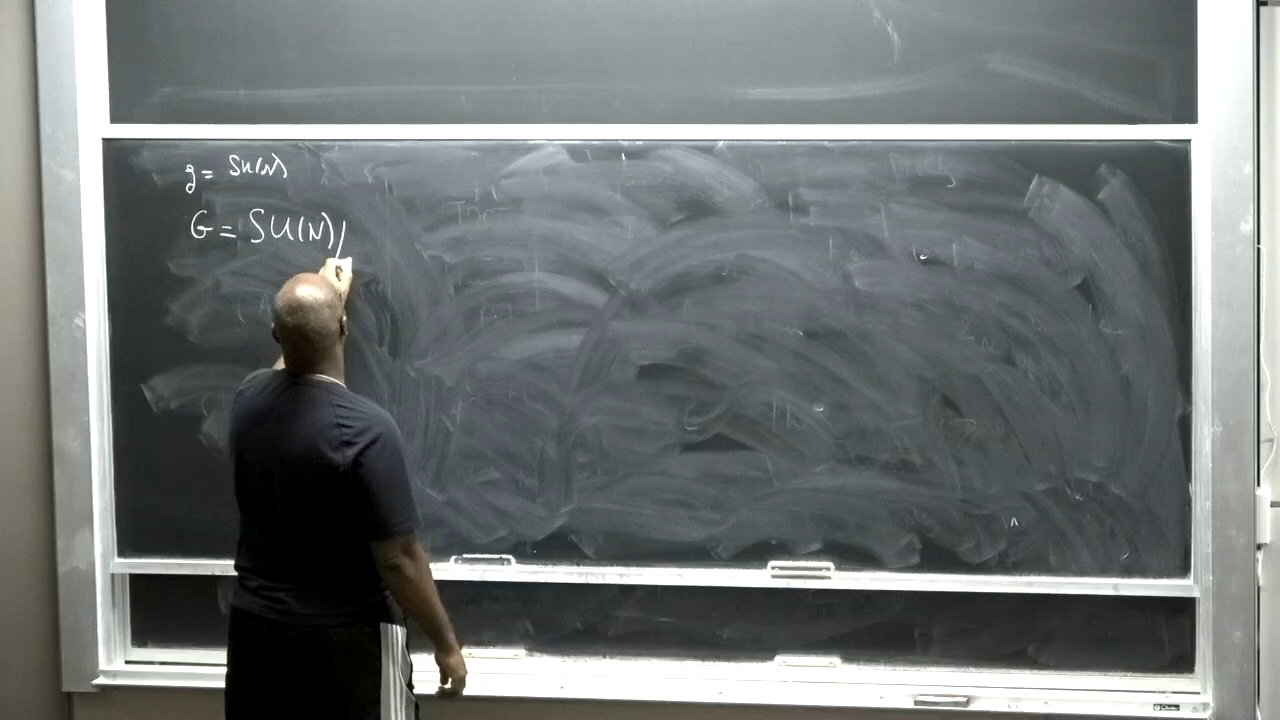 g = SU(N)
G = SU(N)/